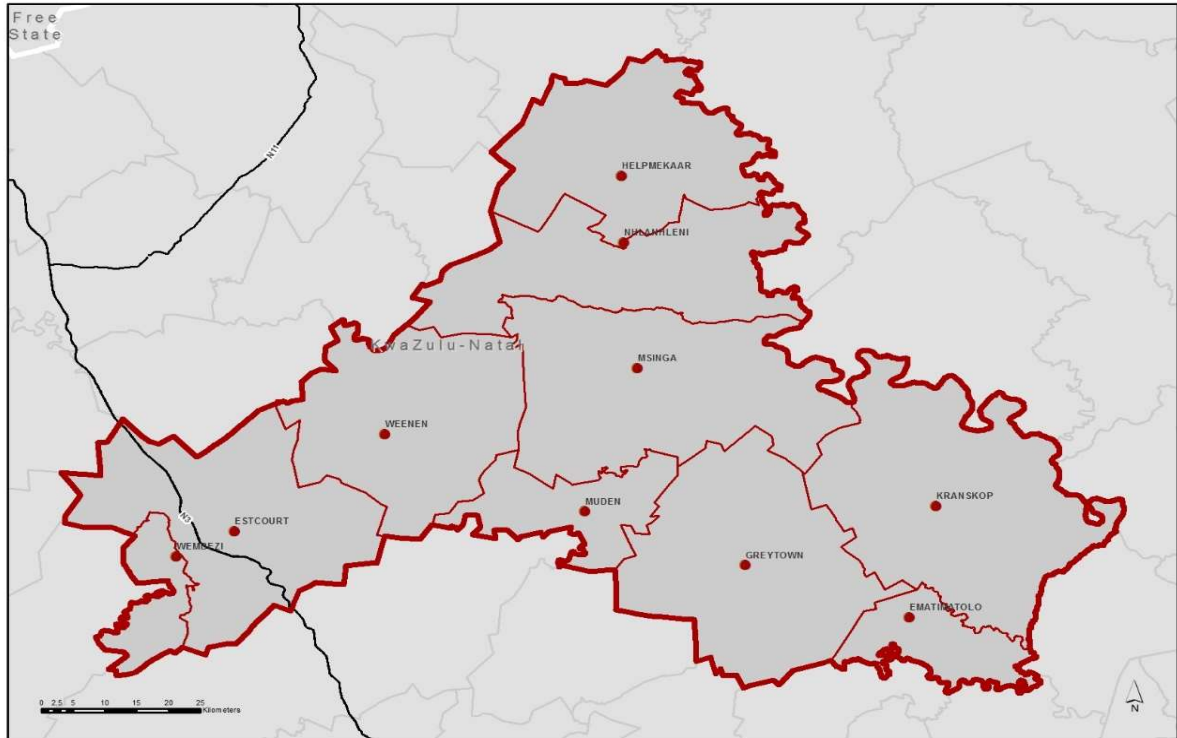 Free
State
N11
HELPMEKAAR
NHLANHLENI
KwaZulu-Natal
MSINGA
WEENEN
KRANSKOP
MUDEN
N3
ESTCOURT
WEMBEZI
GREYTOWN
EMATIMATOLO
0 2,5 5 10 15 20 25
Kilometers
N